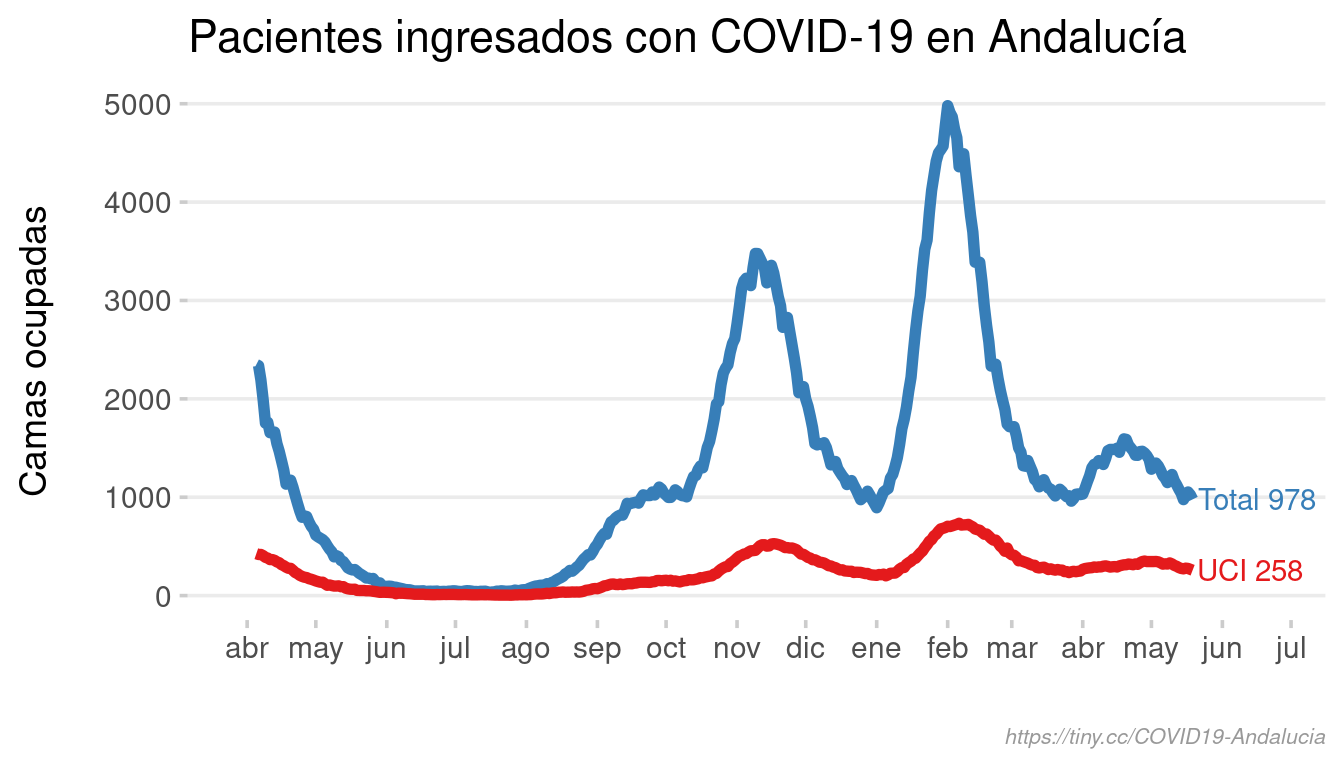 Pacientes ingresados con COVID-19 en Andalucía
Camas ocupadas
5000
4000
3000
2000
1000
0
Total 978
UCI 258
abr may jun jul ago sep oct nov dic ene feb mar abr may jun jul
https://tiny.cc/COVID19-Andalucia